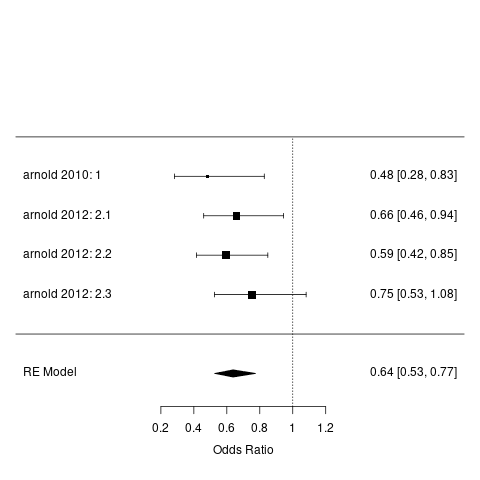 arnold 2010: 1 0.48 [0.28, 0.83]
arnold 2012: 2.1 0.66 [0.46, 0.94]
arnold 2012: 2.2 0.59 [0.42, 0.85]
arnold 2012: 2.3 0.75 [0.53, 1.08]
RE Model 0.64 [0.53, 0.77]
0.2 0.4 0.6 0.8 1 1.2
Odds Ratio